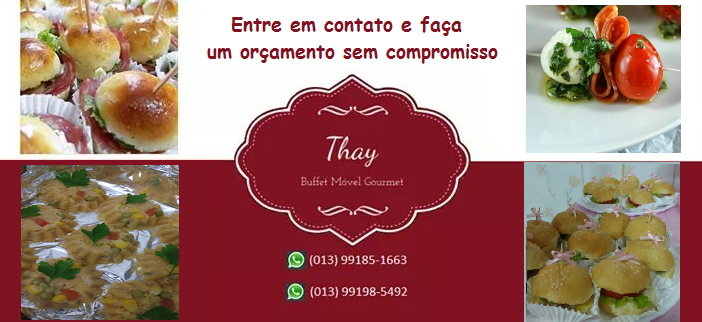 Entre em contato e faça
um orçamento sem compromisso
Thay
Buffet Móvel Gourmet
(013) 99185-1663
(013) 99198-5492